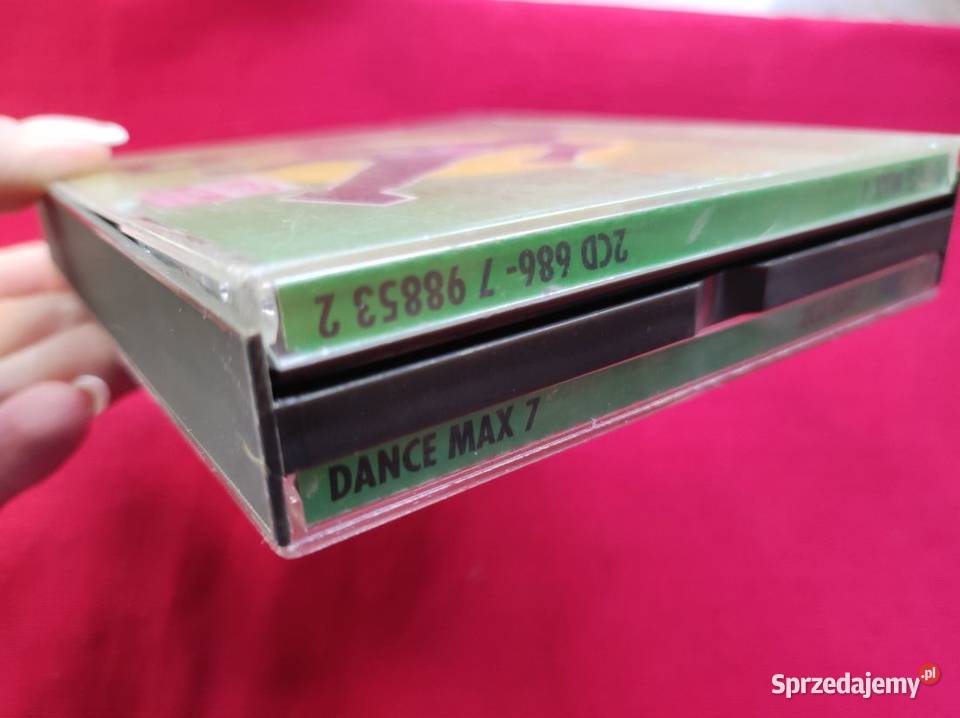 2CD 686-7 98853 2
DANCE MAX 7
Sprzedajemy.pl